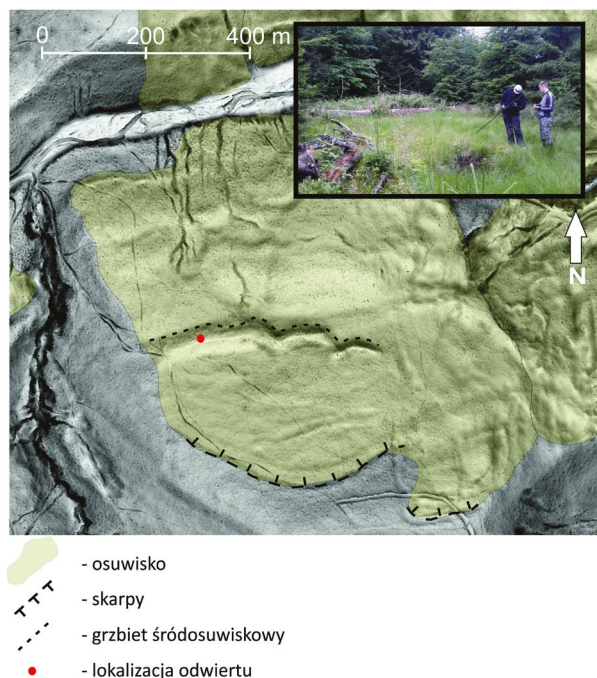 0 200 400 m
N
- osuwisko
- skarpy
- grzbiet śródosuwiskowy
- lokalizacja odwiertu